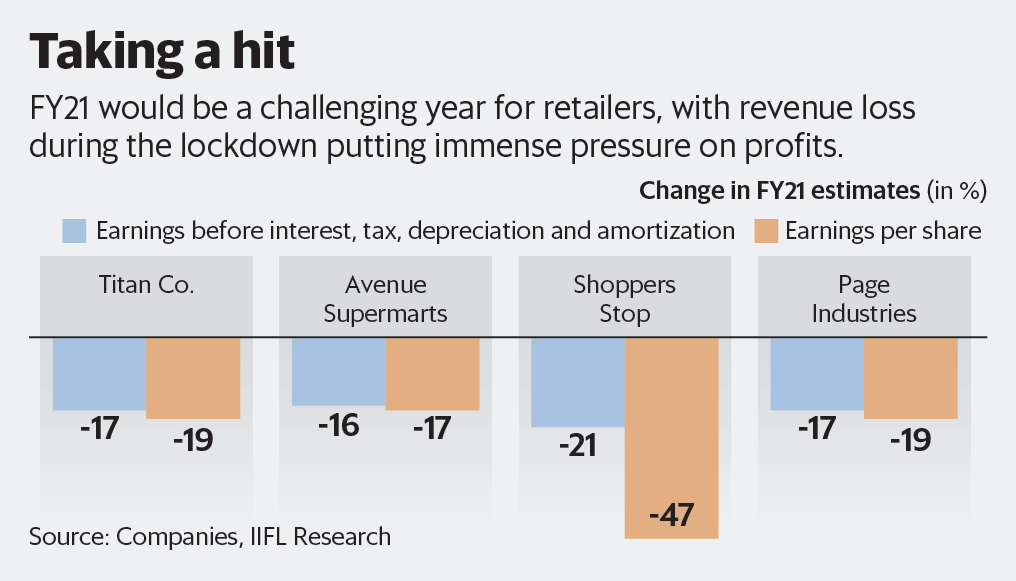 Taking a hit
FY21 would be a challenging year for retailers, with revenue loss
during the lockdown putting immense pressure on profits.
Change in FY21 estimates (in %)
Earnings before interest, tax, depreciation and amortization
Earnings per share
Titan Co.
-17
-19
Avenue
Supermarts
-16
-17
Shoppers
Stop
-21
-47
Page
Industries
-17
-19
Source: Companies, IIFL Research